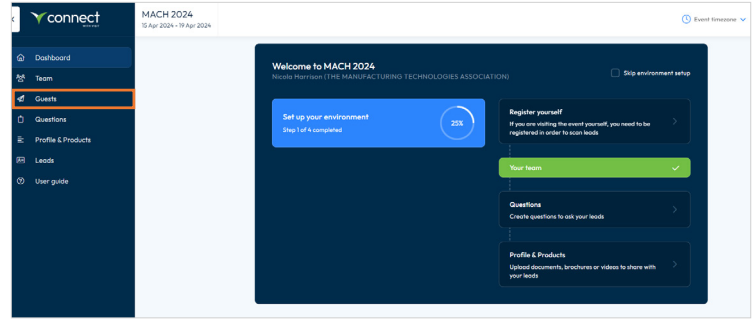 connect
MACH 2024
15 Apr 2024 - 19 Apr 2024
Event timezone
Dashboard
Team
Guests
Questions
Profile & Products
Leads
User guide
Welcome to MACH 2024
Nicola Harrison (THE MANUFACTURING TECHNOLOGIES ASSOCIATION)
Skip environment setup
Set up your environment
Step 1 of 4 completed
25%
Register yourself
If you are visiting the event yourself, you need to be
registered in order to scan leads
Your team
Questions
Create questions to ask your leads
Profile & Products
Upload documents, brochures or videos to share with
your leads